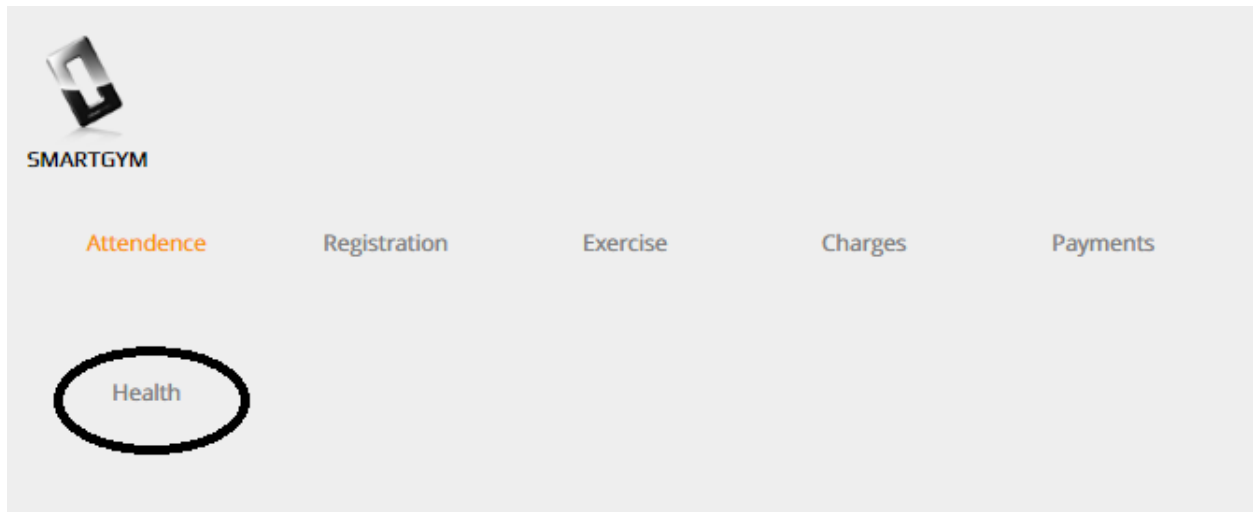 SMARTGYM
Attendence Registration Exercise Charges Payments
Health